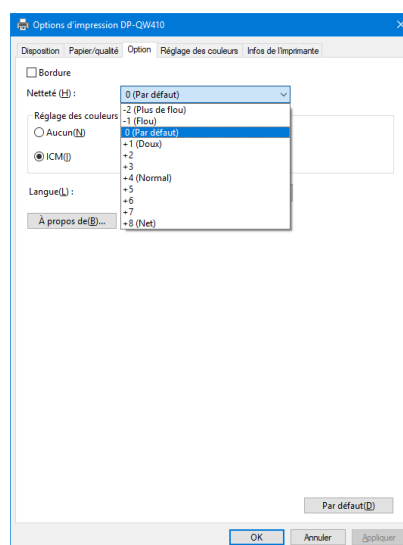 Options d'impression DP-QW410
Disposition Papier/qualité Option Réglage des couleurs Infos de l'imprimante
Bordure
Netteté (H) : 0 (Par défaut)
-2 (Plus de flou)
-1 (Flou)
0 (Par défaut)
+1 (Doux)
+2
+3
+4 (Normal)
+5
+6
+7
+8 (Net)
Réglage des couleurs
Aucun(N)
ICM(I)
Langue(L) :
À propos de(B)...
Par défaut(D)
OK Annuler Appliquer